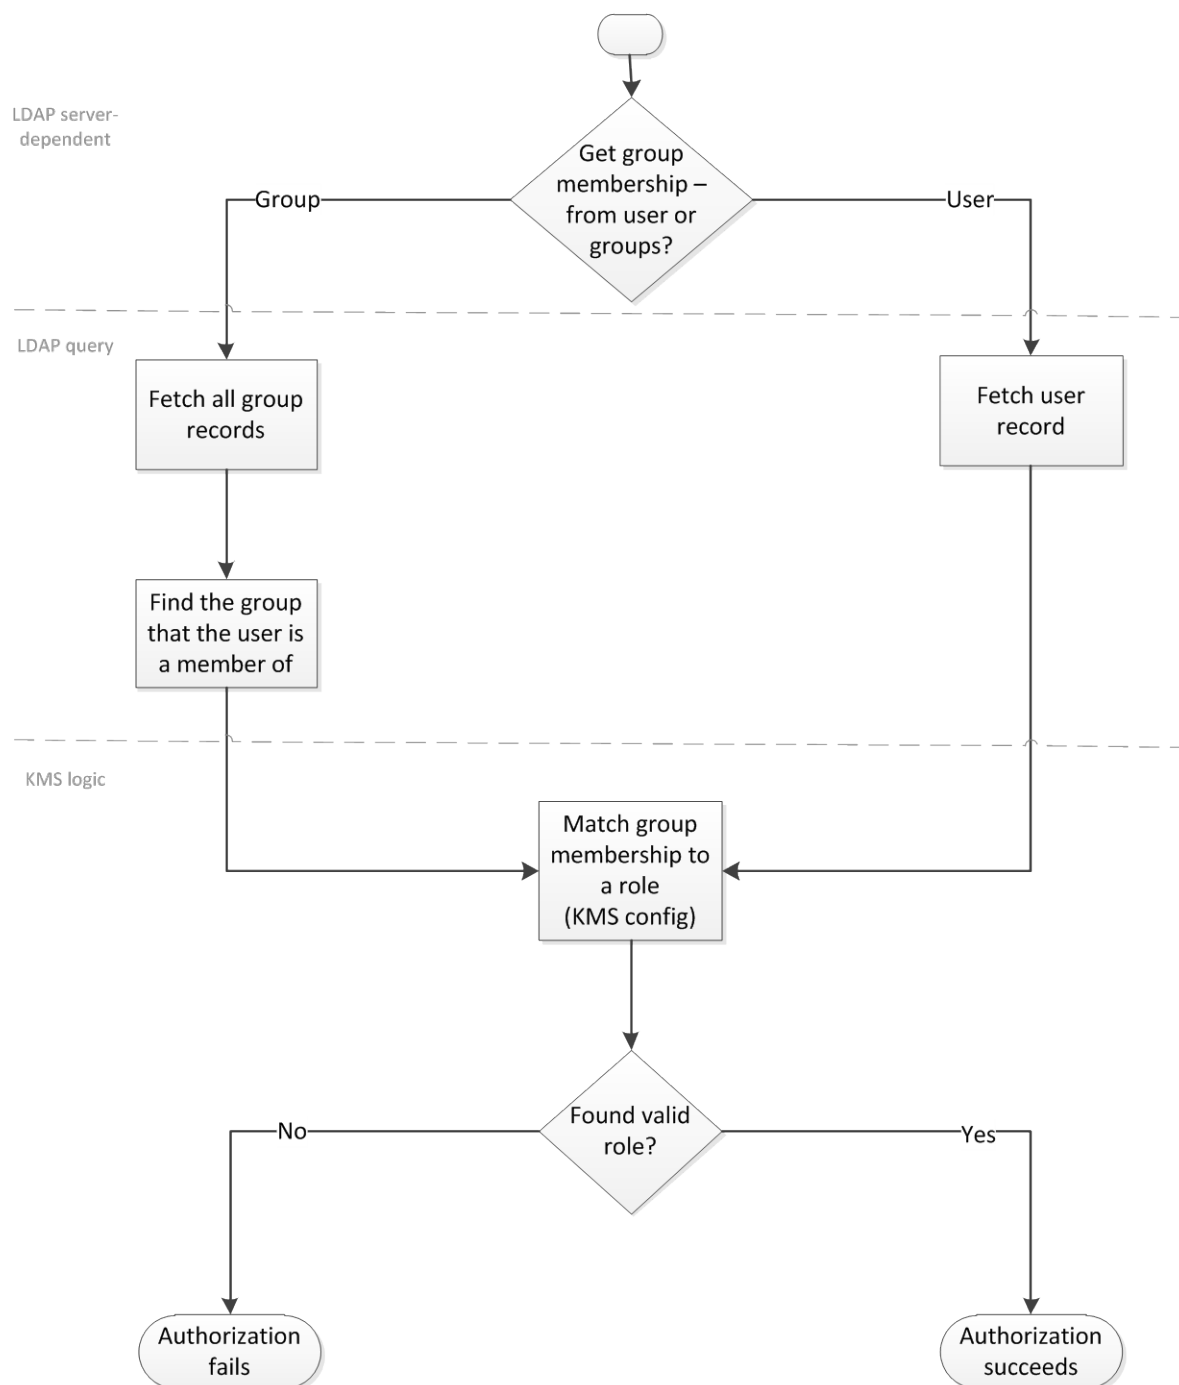 LDAP server-
dependent
Get group
membership –
from user or
groups?
Group
User
LDAP query
Fetch all group
records
Fetch user
record
Find the group
that the user is
a member of
KMS logic
Match group
membership to
a role
(KMS config)
Found valid
role?
No
Yes
Authorization
fails
Authorization
succeeds